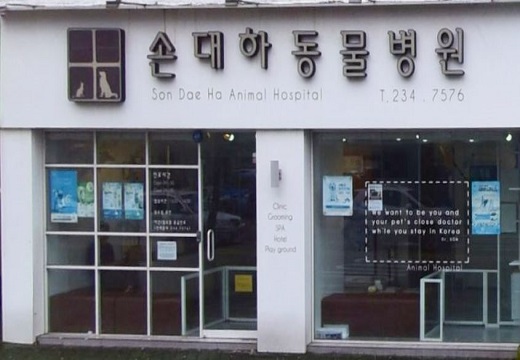 손대하동물병원
Son Dae Ha Animal Hospital
T. 234 . 7576
Clinic
Grooming
SPA
Hotel
Play ground
We want to be you and
your pet's close doctor
while you stay in Korea
Animal Hospital